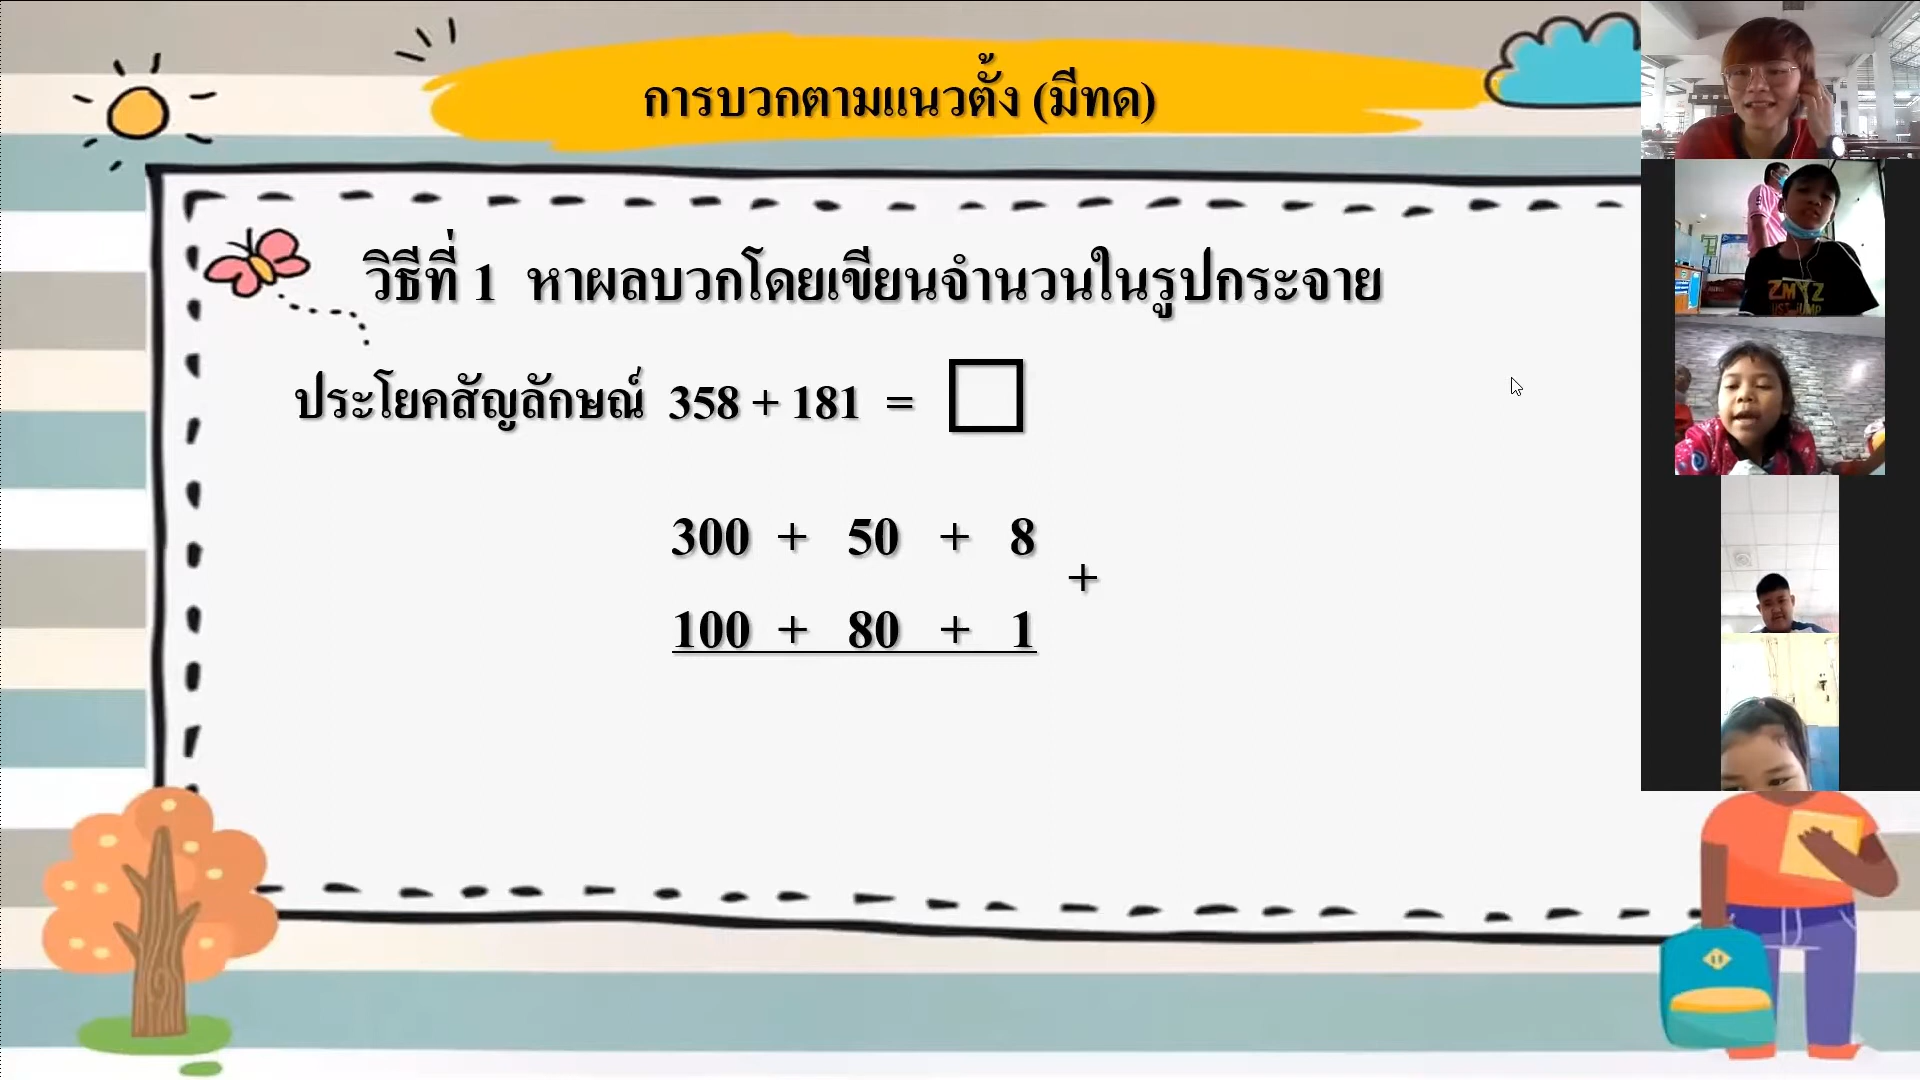 การบวกตามแนวตั้ง (มีทด)
วิธีที่ 1 หาผลบวกโดยเขียนจำนวนในรูปกระจาย
ประโยคสัญลักษณ์ 358 + 181 =
300 + 50 + 8
+
100 + 80 + 1
ZMYZ
JUMP